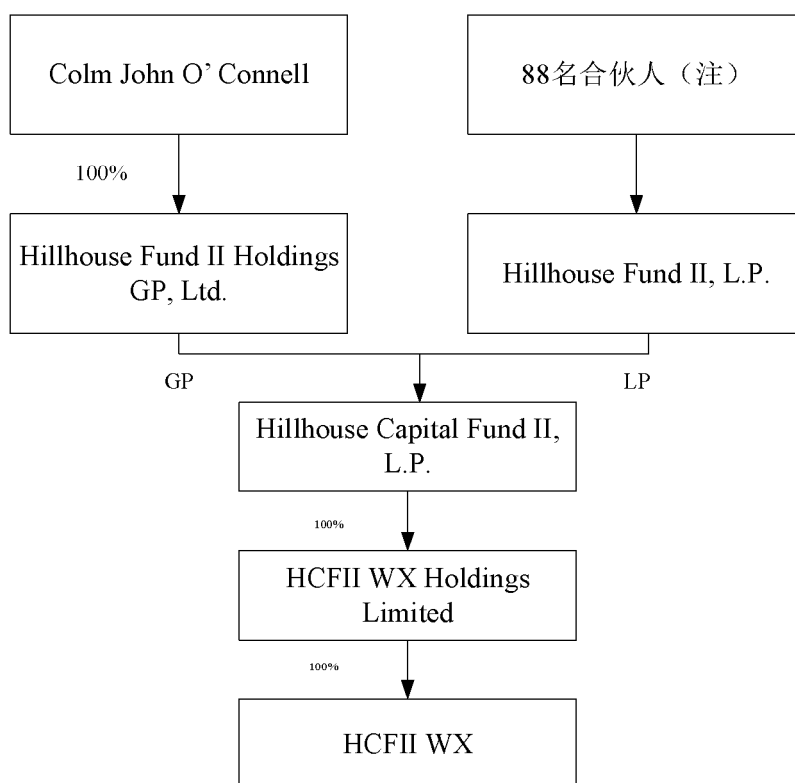 Colm John O’ Connell
88名合伙人（注）
100%
Hillhouse Fund II Holdings
GP, Ltd.
Hillhouse Fund II, L.P.
GP
LP
Hillhouse Capital Fund II,
L.P.
100%
HCFII WX Holdings
Limited
100%
HCFII WX